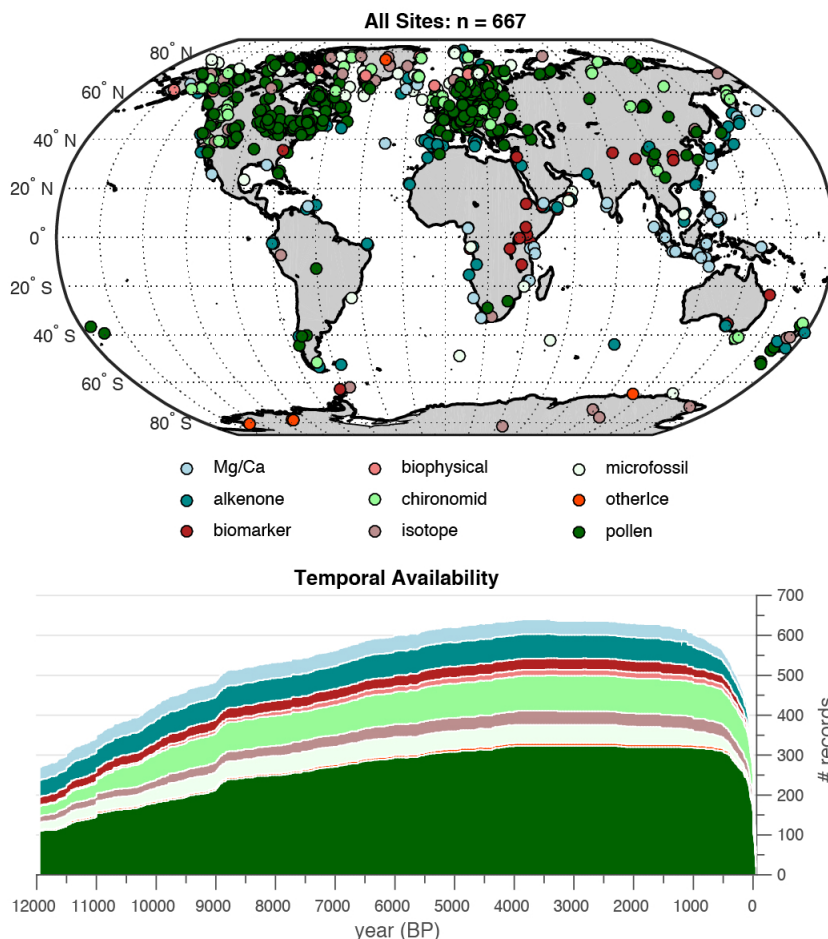 All Sites: n = 667
80° N
60° N
40° N
20° N
0°
20° S
40° S
60° S
80° S
Mg/Ca
biophysical
microfossil
alkenone
chironomid
otherIce
biomarker
isotope
pollen
Temporal Availability
700
600
500
400
300
200
100
0
# records
12000 11000 10000 9000 8000 7000 6000 5000 4000 3000 2000 1000 0
year (BP)